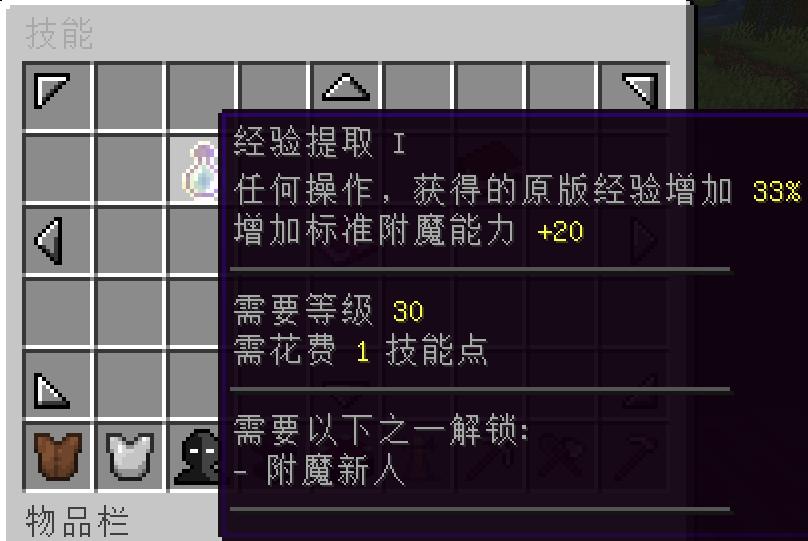 技能
经验提取 I
任何操作，获得的原版经验增加 33%
增加标准附魔能力 +20
需要等级 30
需花费 1 技能点
需要以下之一解锁:
- 附魔新人
物品栏